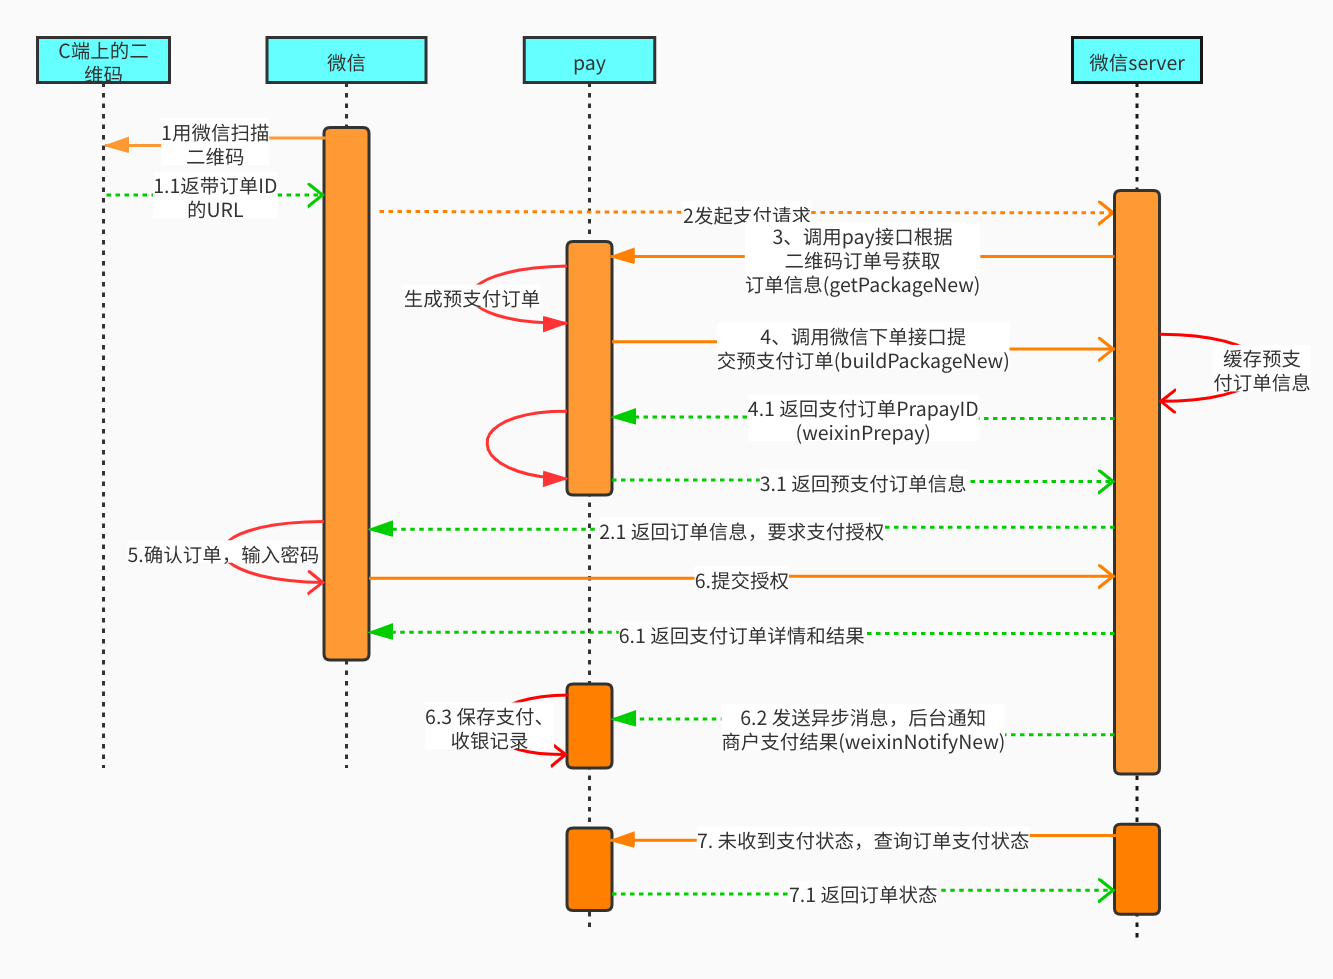 C端上的二
维码
微信
pay
微信server
1用微信扫描
二维码
1.1返带订单ID
的URL
2发起支付请求
3、调用pay接口根据
二维码订单号获取
订单信息(getPackageNew)
生成预支付订单
4、调用微信下单接口提
交预支付订单(buildPackageNew)
缓存预支
付订单信息
4.1 返回支付订单PrapayID
(weixinPrepay)
3.1 返回预支付订单信息
2.1 返回订单信息，要求支付授权
5.确认订单，输入密码
6.提交授权
6.1 返回支付订单详情和结果
6.3 保存支付、
收银记录
6.2 发送异步消息，后台通知
商户支付结果(weixinNotifyNew)
7. 未收到支付状态，查询订单支付状态
7.1 返回订单状态